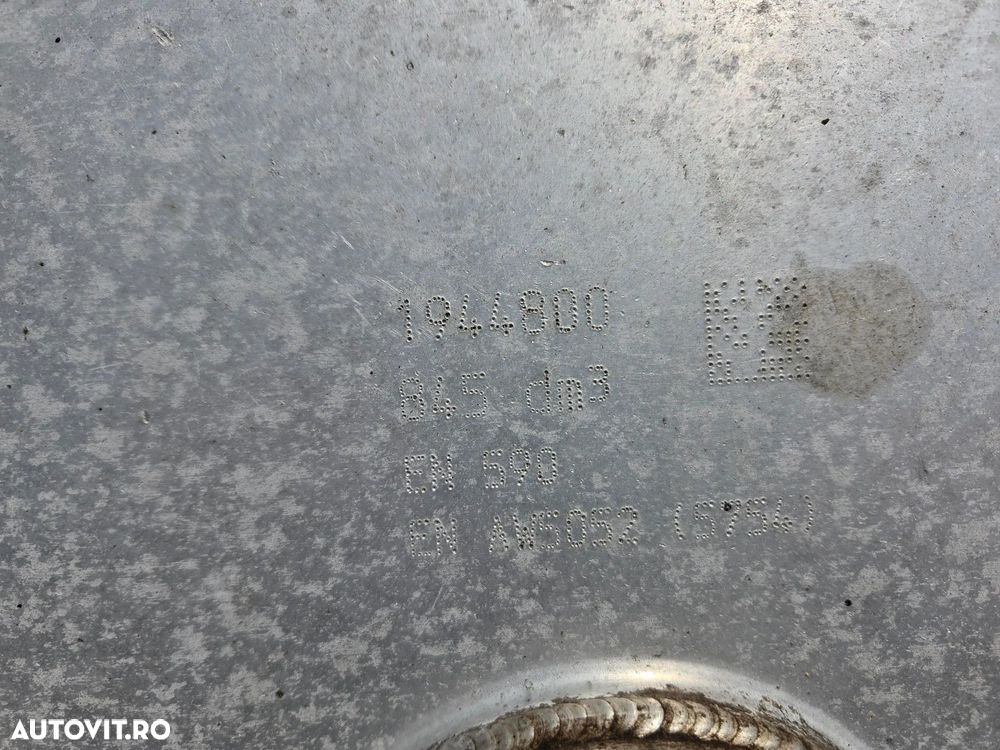 1944800
845 dm³
EN 590
EN AW5052 (5754)
AUTOVIT.RO